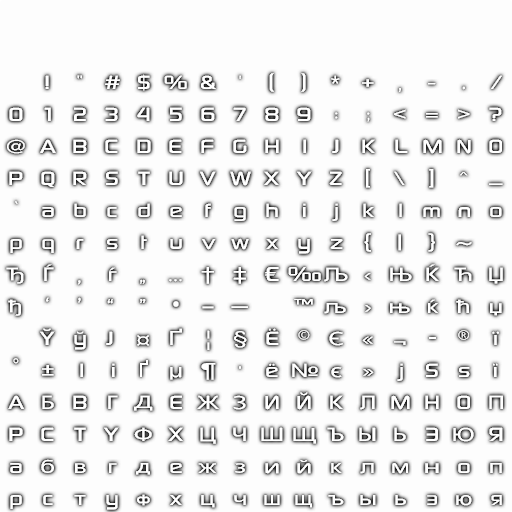 ! " # $ % & ' ( ) * + , - . /
0 1 2 3 4 5 6 7 8 9 : ; < = > ?
@ A B C D E F G H I J K L M N O
P Q R S T U V W X Y Z [ \ ] ^ _
` a b c d e f g h i j k l m n o
p q r s t u v w x y z { | } ~
Ђ Ѓ ‚ ѓ „ … † ‡ € ‰ Љ ‹ Њ Ќ Ћ Џ
ђ ‘ ’ “ ” • – — ™ љ › њ ќ ћ џ
Ў ў Ј ¤ Ґ ¦ § Ё © Є « ¬ - ® ї
° ± І і Ґ µ ¶ · ё № є » ј Ѕ ѕ ї
А Б В Г Д Е Ж З И Й К Л М Н О П
Р С Т У Ф Х Ц Ч Ш Щ Ъ Ы Ь Э Ю Я
а б в г д е ж з и й к л м н о п
р с т у ф х ц ч ш щ ъ ы ь э ю я